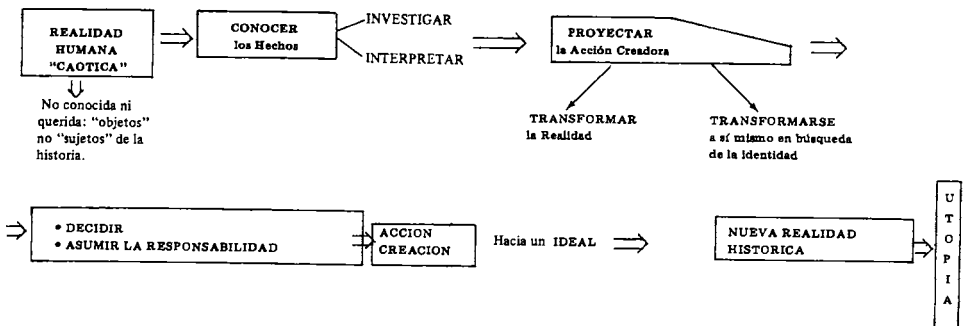 REALIDAD
HUMANA
"CAOTICA"
No conocida ni
querida: "objetos"
no "sujetos" de la
historia.
CONOCER
los Hechos
INVESTIGAR
INTERPRETAR
PROYECTAR
la Acción Creadora
TRANSFORMAR
la Realidad
TRANSFORMARSE
a sí mismo en búsqueda
de la identidad
• DECIDIR
• ASUMIR LA RESPONSABILIDAD
ACCION
CREACION
Hacia un IDEAL
NUEVA REALIDAD
HISTORICA
U
T
O
P
I
A